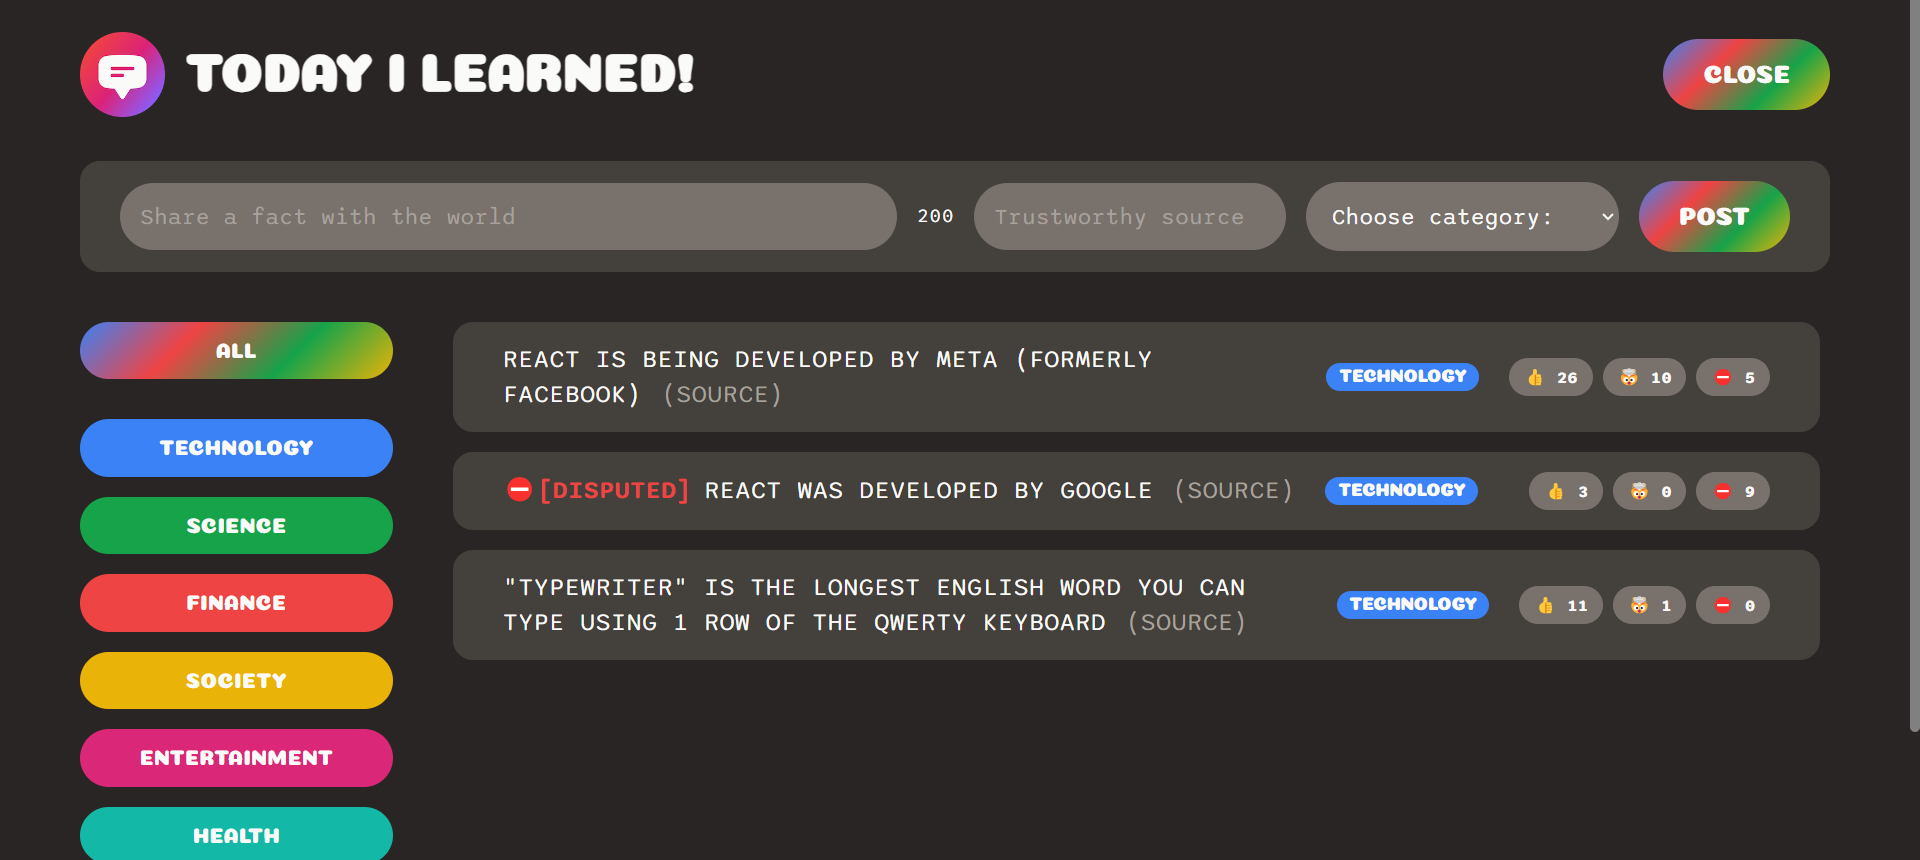 TODAY I LEARNED!
CLOSE
Share a fact with the world
200
Trustworthy source
Choose category:
POST
ALL
TECHNOLOGY
SCIENCE
FINANCE
SOCIETY
ENTERTAINMENT
HEALTH
REACT IS BEING DEVELOPED BY META (FORMERLY
FACEBOOK) (SOURCE)
TECHNOLOGY
👍 26
🤯 10
⛔ 5
⛔[DISPUTED] REACT WAS DEVELOPED BY GOOGLE (SOURCE)
TECHNOLOGY
👍 3
🤯 0
⛔ 9
"TYPEWRITER" IS THE LONGEST ENGLISH WORD YOU CAN
TYPE USING 1 ROW OF THE QWERTY KEYBOARD (SOURCE)
TECHNOLOGY
👍 11
🤯 1
⛔ 0